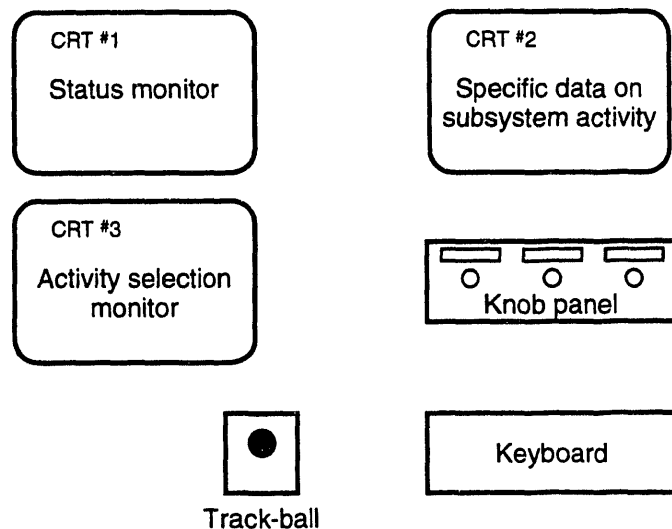 CRT #1
Status monitor
CRT #2
Specific data on
subsystem activity
CRT #3
Activity selection
monitor
Knob panel
Track-ball
Keyboard